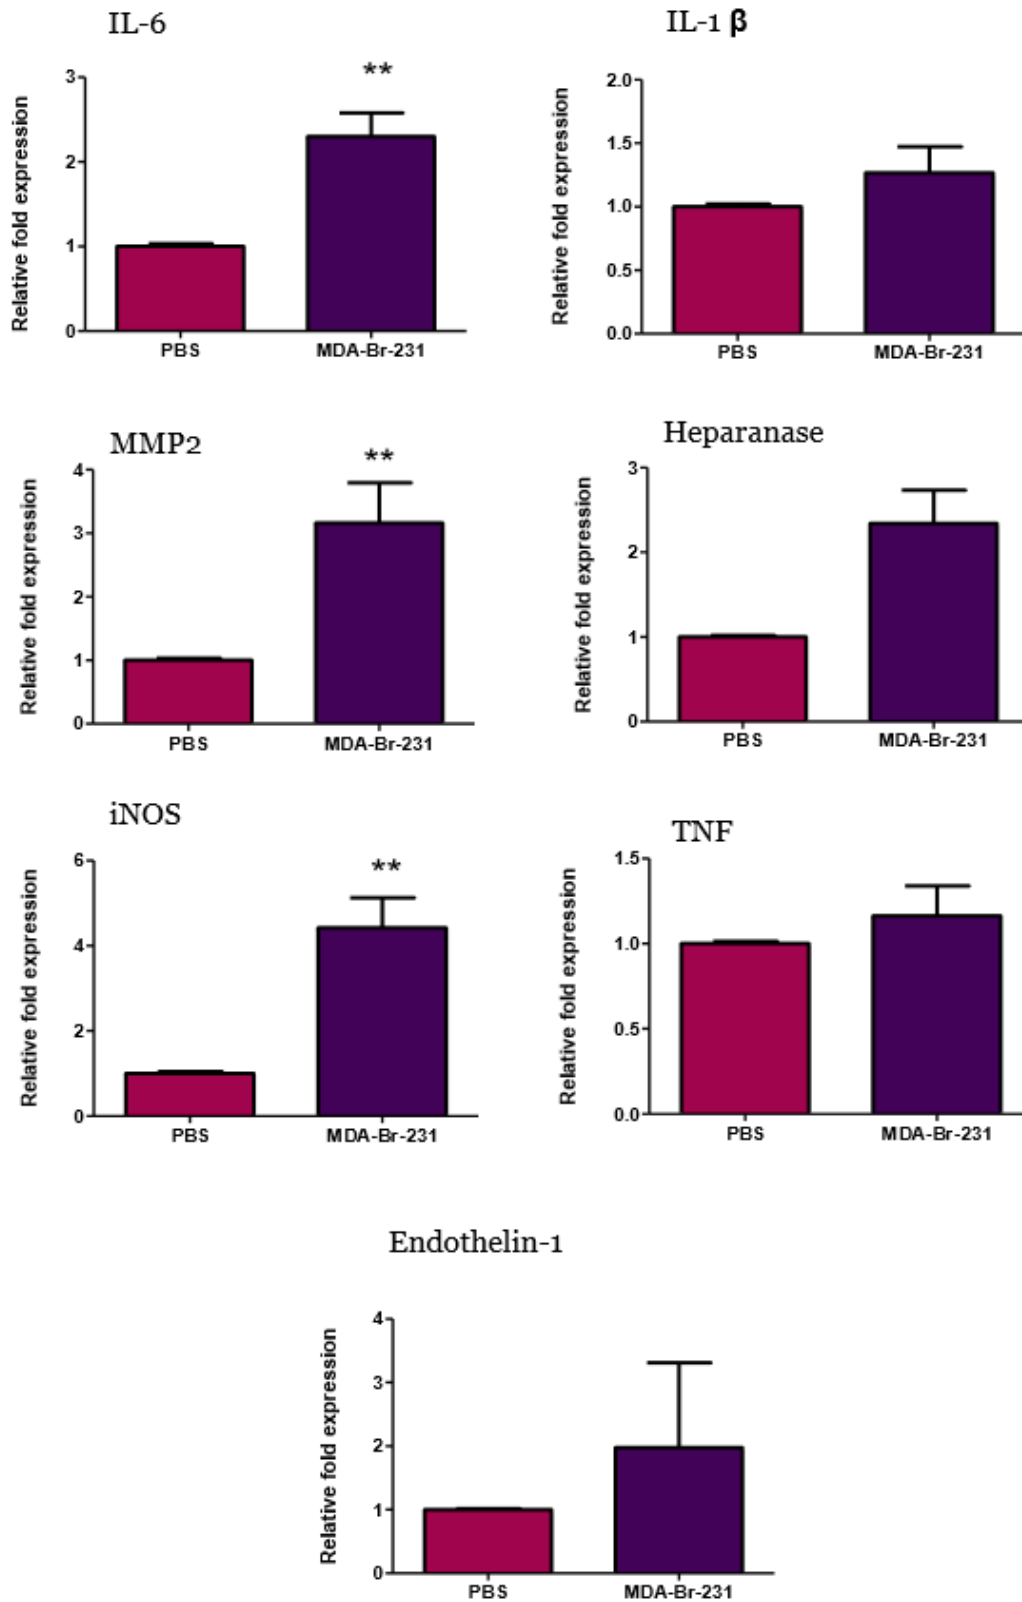 IL-6
**
Relative fold expression
3
2
1
0
PBS
MDA-Br-231
IL-1 β
Relative fold expression
2.0
1.5
1.0
0.5
0.0
PBS
MDA-Br-231
MMP2
**
Relative fold expression
4
3
2
1
0
PBS
MDA-Br-231
Heparanase
Relative fold expression
3
2
1
0
PBS
MDA-Br-231
iNOS
**
Relative fold expression
6
4
2
0
PBS
MDA-Br-231
TNF
Relative fold expression
1.5
1.0
0.5
0.0
PBS
MDA-Br-231
Endothelin-1
Relative fold expression
4
3
2
1
0
PBS
MDA-Br-231